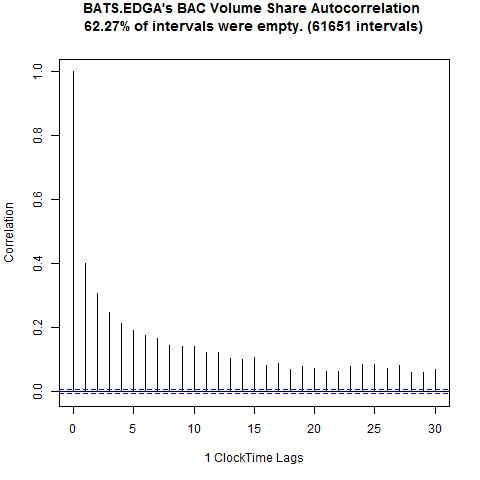 BATS.EDGA's BAC Volume Share Autocorrelation
62.27% of intervals were empty. (61651 intervals)
1.0
0.8
0.6
0.4
0.2
0.0
Correlation
0 5 10 15 20 25 30
1 ClockTime Lags